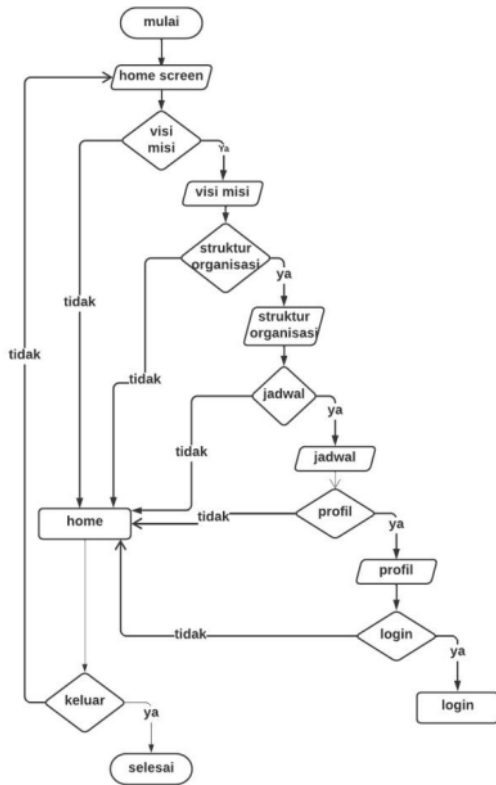 mulai
home screen
visi
misi
Ya
visi misi
struktur
organisasi
ya
tidak
tidak
struktur
organisasi
tidak
jadwal
ya
tidak
jadwal
home
tidak
profil
ya
profil
tidak
login
ya
keluar
ya
login
selesai